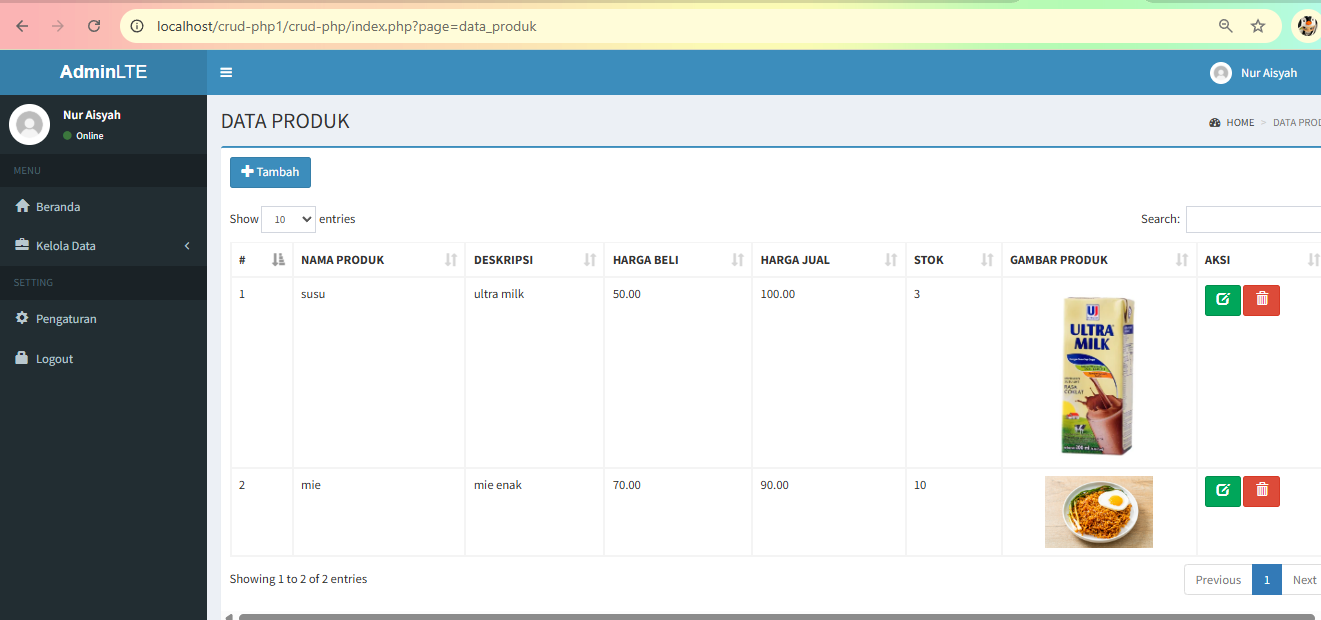 localhost/crud-php1/crud-php/index.php?page=data_produk
AdminLTE
Nur Aisyah
Nur Aisyah
Online
DATA PRODUK
HOME > DATA PROD
MENU
Tambah
Beranda
Show 10 entries
Search:
Kelola Data
# NAMA PRODUK DESKRIPSI HARGA BELI HARGA JUAL STOK GAMBAR PRODUK AKSI
SETTING
1 susu ultra milk 50.00 100.00 3
U
ULTRA
MILK
Pengaturan
Logout
2 mie mie enak 70.00 90.00 10
Showing 1 to 2 of 2 entries
Previous 1 Next